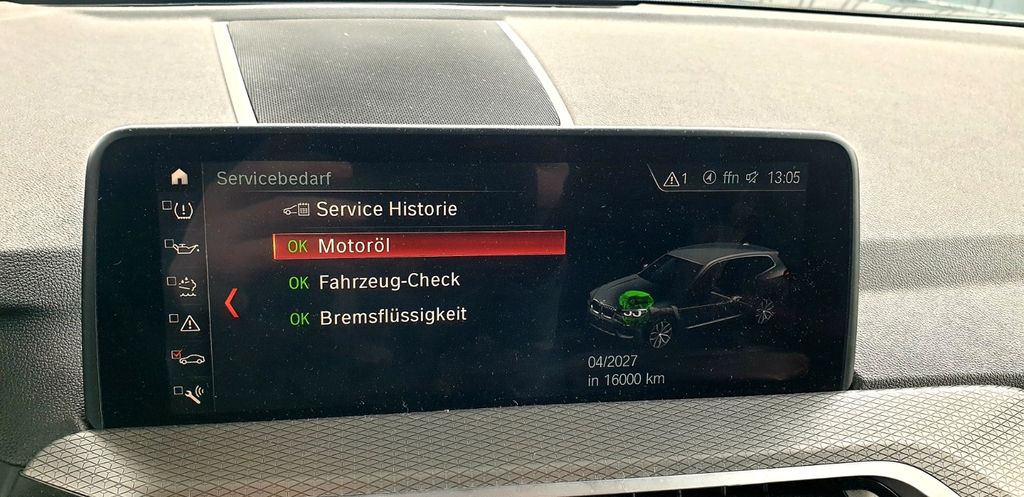 Servicebedarf
1 ffn 13:05
Service Historie
OK Motoröl
OK Fahrzeug-Check
OK Bremsflüssigkeit
04/2027
in 16000 km